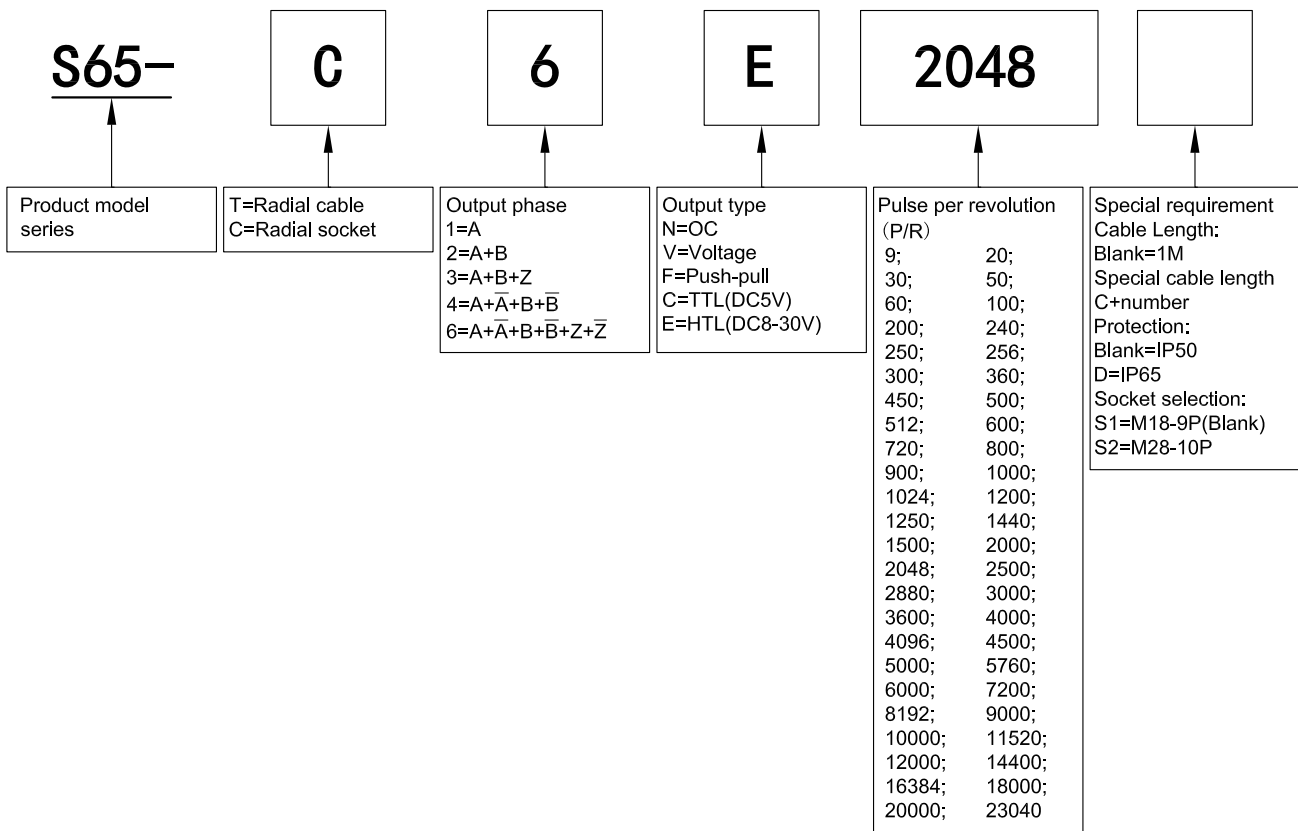 S65- C 6 E 2048
Product model
series
T=Radial cable
C=Radial socket
Output phase
1=A
2=A+B
3=A+B+Z
4=A+A̅+B+B̅
6=A+A̅+B+B̅+Z+Z̅
Output type
N=OC
V=Voltage
F=Push-pull
C=TTL(DC5V)
E=HTL(DC8-30V)
Pulse per revolution
(P/R)
9; 20;
30; 50;
60; 100;
200; 240;
250; 256;
300; 360;
450; 500;
512; 600;
720; 800;
900; 1000;
1024; 1200;
1250; 1440;
1500; 2000;
2048; 2500;
2880; 3000;
3600; 4000;
4096; 4500;
5000; 5760;
6000; 7200;
8192; 9000;
10000; 11520;
12000; 14400;
16384; 18000;
20000; 23040
Special requirement
Cable Length:
Blank=1M
Special cable length
C+number
Protection:
Blank=IP50
D=IP65
Socket selection:
S1=M18-9P(Blank)
S2=M28-10P